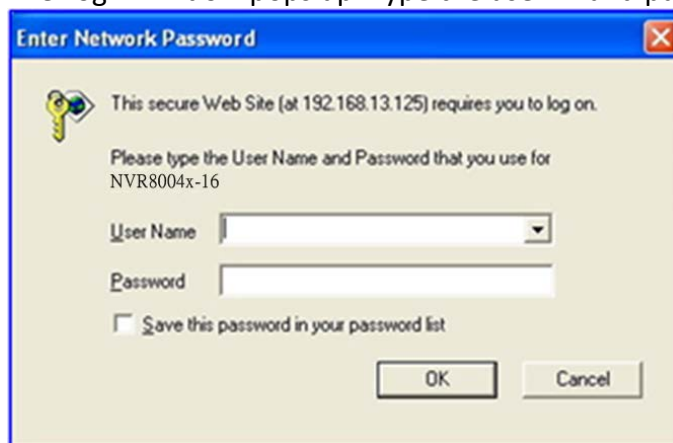 Enter Network Password
This secure Web Site (at 192.168.13.125) requires you to log on.
Please type the User Name and Password that you use for
NVR8004x-16
User Name
Password
Save this password in your password list
OK Cancel